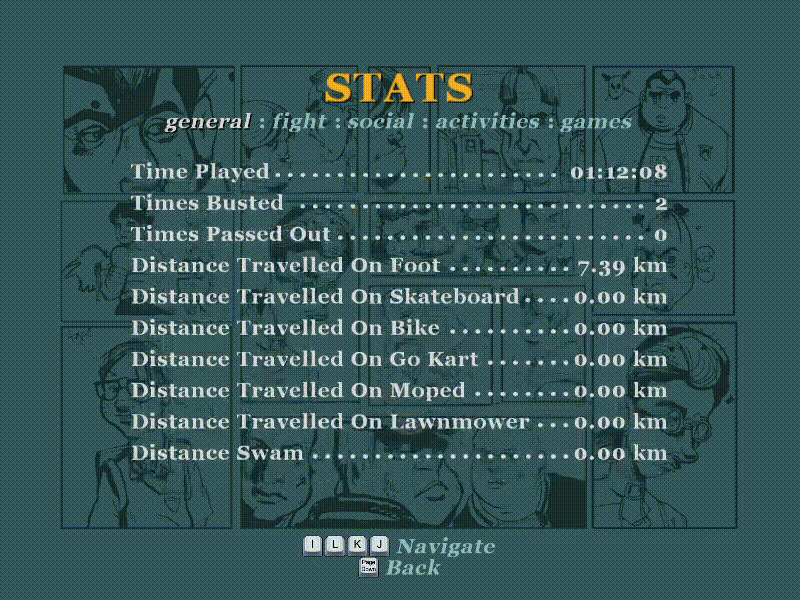 STATS
general : fight : social : activities : games
Time Played ....................... 01:12:08
Times Busted ............................ 2
Times Passed Out ......................... 0
Distance Travelled On Foot .......... 7.39 km
Distance Travelled On Skateboard .... 0.00 km
Distance Travelled On Bike .......... 0.00 km
Distance Travelled On Go Kart ....... 0.00 km
Distance Travelled On Moped ........ 0.00 km
Distance Travelled On Lawnmower ... 0.00 km
Distance Swam ..................... 0.00 km
I L K J Navigate
Page Down Back